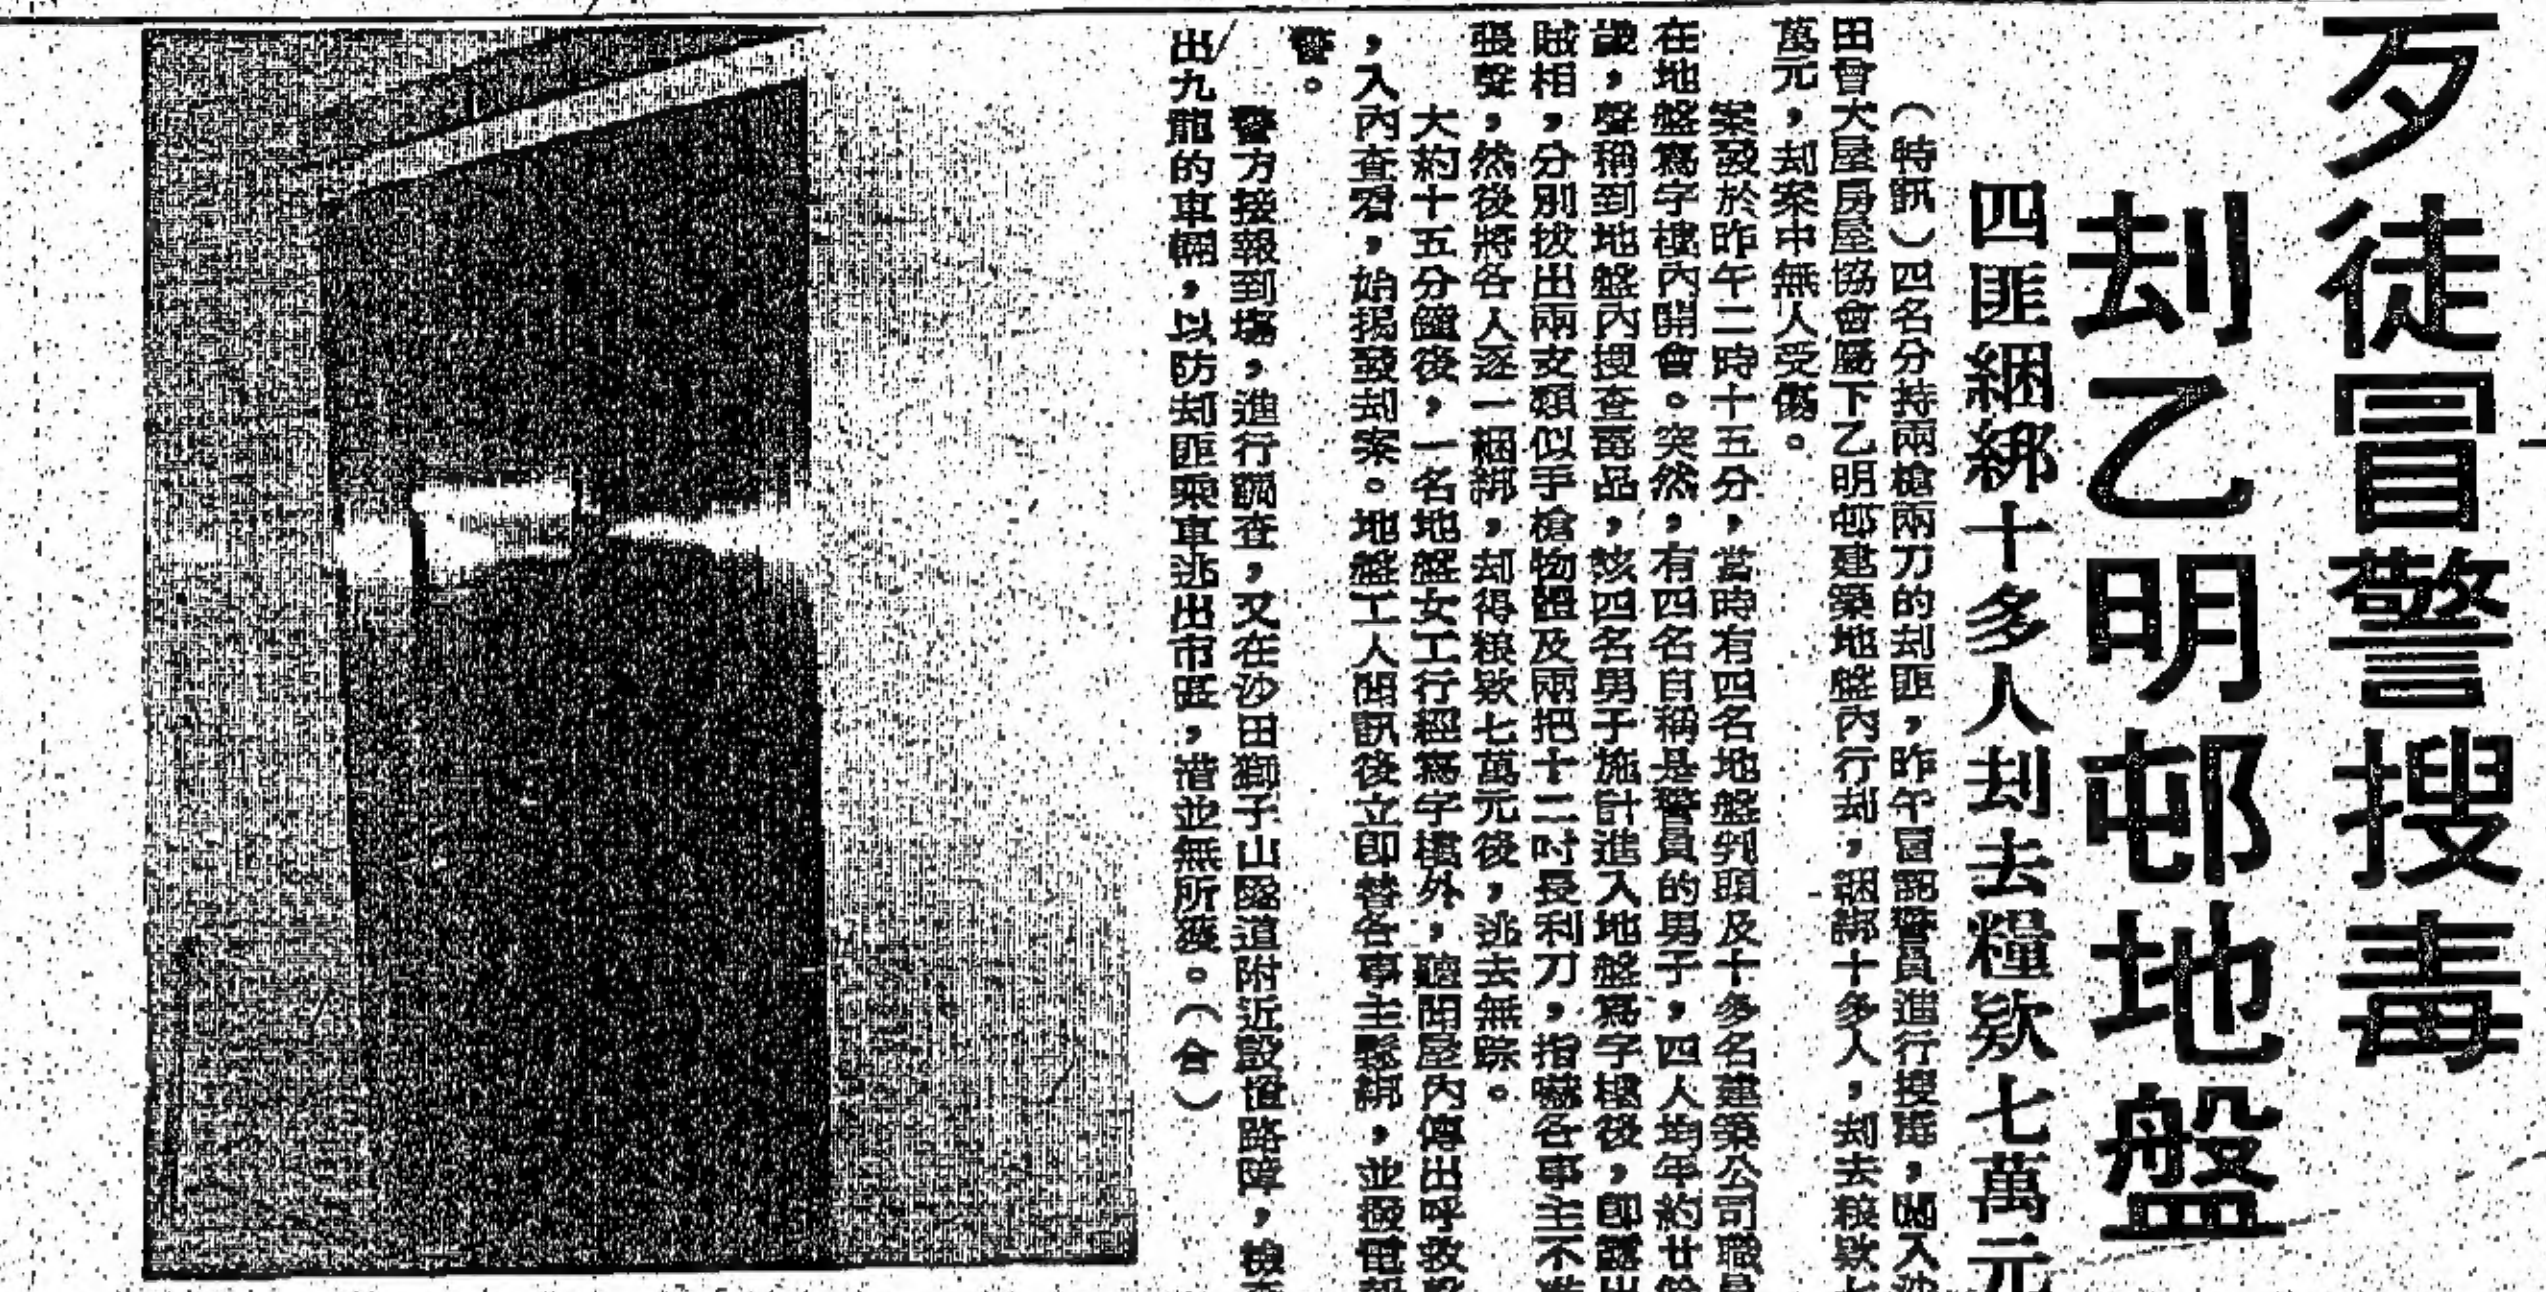 歹徒冒警搜毒
刦乙明邨地盤
四匪綑綁十多人刦去糧欵七萬元
（特訊）四名分持兩槍兩刀的刦匪，昨午冒認警員進行搜毒，闖入沙
田會大屋房屋協會屬下乙明邨建築地盤內行刦，綑綁十多人，刦去糧欵七
萬元，刦案中無人受傷。
案發於昨午二時十五分，當時有四名地盤判頭及十多名建築公司職員
在地盤寫字樓內開會。突然，有四名自稱是警員的男子，四人均年約廿餘
歲，聲稱到地盤內搜查毒品，該四名男子施計進入地盤寫字樓後，即露出
賊相，分別拔出兩支類似手槍物體及兩把十二吋長利刀，指嚇各事主不准
張聲，然後將各人逐一綑綁，刦得糧欵七萬元後，逃去無踪。
大約十五分鐘後，一名地盤女工行經寫字樓外，聽聞屋內傳出呼救聲
，入內查看，始揭發刦案。地盤工人聞訊後立即替各事主鬆綁，並撥電報
警。
警方接報到塲，進行調查，又在沙田獅子山隧道附近設置路障，檢查
出九龍的車輛，以防刦匪乘車逃出市區，惜並無所獲。（合）